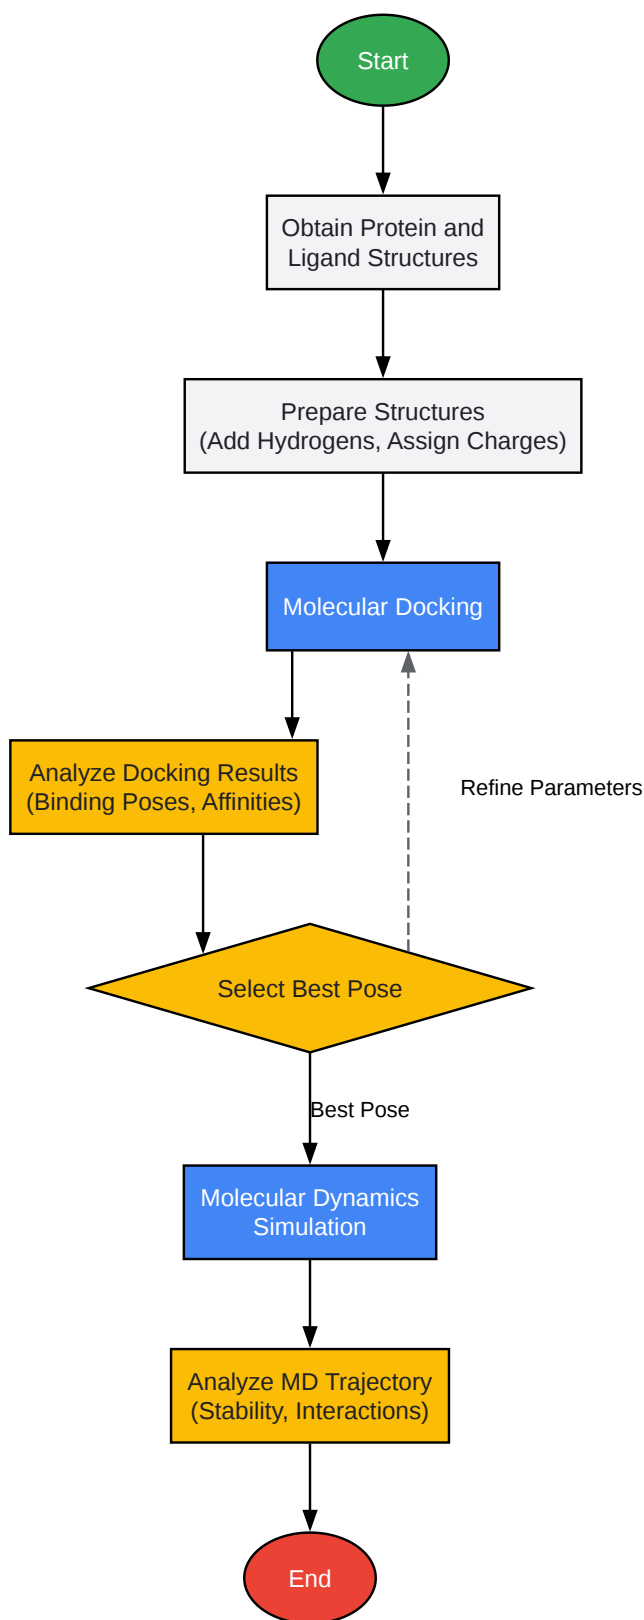 Start
Obtain Protein and
Ligand Structures
Prepare Structures
(Add Hydrogens, Assign Charges)
Molecular Docking
Analyze Docking Results
(Binding Poses, Affinities)
Refine Parameters
Select Best Pose
Best Pose
Molecular Dynamics
Simulation
Analyze MD Trajectory
(Stability, Interactions)
End